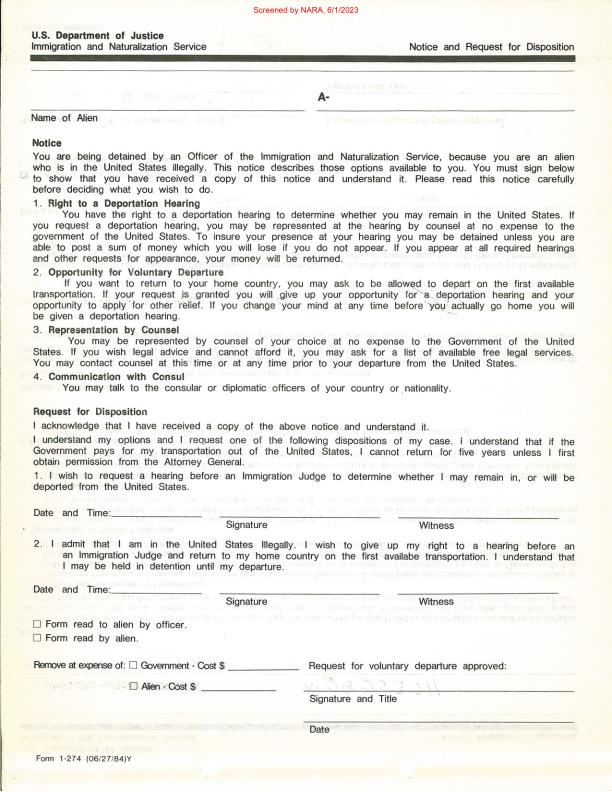 Screened by NARA, 6/1/2023
U.S. Department of Justice
Immigration and Naturalization Service
Notice and Request for Disposition
A-
Name of Alien
Notice
You are being detained by an Officer of the Immigration and Naturalization Service, because you are an alien
who is in the United States illegally. This notice describes those options available to you. You must sign below
to show that you have received a copy of this notice and understand it. Please read this notice carefully
before deciding what you wish to do.
1. Right to a Deportation Hearing
You have the right to a deportation hearing to determine whether you may remain in the United States. If
you request a deportation hearing, you may be represented at the hearing by counsel at no expense to the
government of the United States. To insure your presence at your hearing you may be detained unless you are
able to post a sum of money which you will lose if you do not appear. If you appear at all required hearings
and other requests for appearance, your money will be returned.
2. Opportunity for Voluntary Departure
If you want to return to your home country, you may ask to be allowed to depart on the first available
transportation. If your request is granted you will give up your opportunity for a deportation hearing and your
opportunity to apply for other relief. If you change your mind at any time before you actually go home you will
be given a deportation hearing.
3. Representation by Counsel
You may be represented by counsel of your choice at no expense to the Government of the United
States. If you wish legal advice and cannot afford it, you may ask for a list of available free legal services.
You may contact counsel at this time or at any time prior to your departure from the United States.
4. Communication with Consul
You may talk to the consular or diplomatic officers of your country or nationality.
Request for Disposition
I acknowledge that I have received a copy of the above notice and understand it.
I understand my options and I request one of the following dispositions of my case. I understand that if the
Government pays for my transportation out of the United States, I cannot return for five years unless I first
obtain permission from the Attorney General.
1. I wish to request a hearing before an Immigration Judge to determine whether I may remain in, or will be
deported from the United States.
Date and Time:
Signature
Witness
2. I admit that I am in the United States Illegally. I wish to give up my right to a hearing before an
an Immigration Judge and return to my home country on the first availabe transportation. I understand that
I may be held in detention until my departure.
Date and Time:
Signature
Witness
☐ Form read to alien by officer.
☐ Form read by alien.
Remove at expense of: ☐ Government - Cost $
Request for voluntary departure approved:
☐ Alien - Cost $
Signature and Title
Date
Form 1-274 (06/27/84)Y